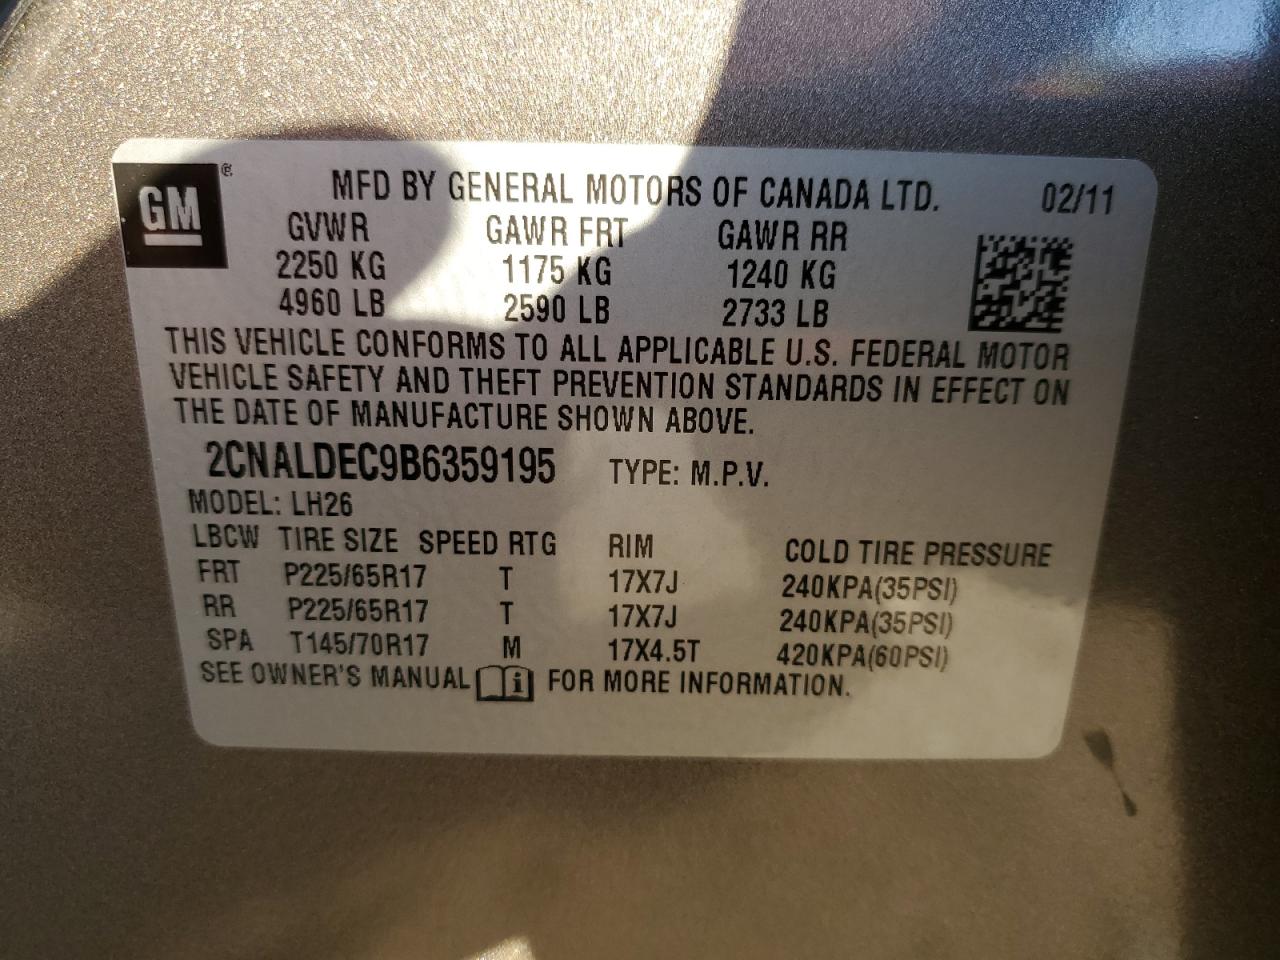 GM®
MFD BY GENERAL MOTORS OF CANADA LTD. 02/11
GVWR GAWR FRT GAWR RR
2250 KG 1175 KG 1240 KG
4960 LB 2590 LB 2733 LB
THIS VEHICLE CONFORMS TO ALL APPLICABLE U.S. FEDERAL MOTOR
VEHICLE SAFETY AND THEFT PREVENTION STANDARDS IN EFFECT ON
THE DATE OF MANUFACTURE SHOWN ABOVE.
2CNALDEC9B6359195 TYPE: M.P.V.
MODEL: LH26
LBCW TIRE SIZE SPEED RTG RIM COLD TIRE PRESSURE
FRT P225/65R17 T 17X7J 240KPA(35PSI)
RR P225/65R17 T 17X7J 240KPA(35PSI)
SPA T145/70R17 M 17X4.5T 420KPA(60PSI)
SEE OWNER'S MANUAL i FOR MORE INFORMATION.